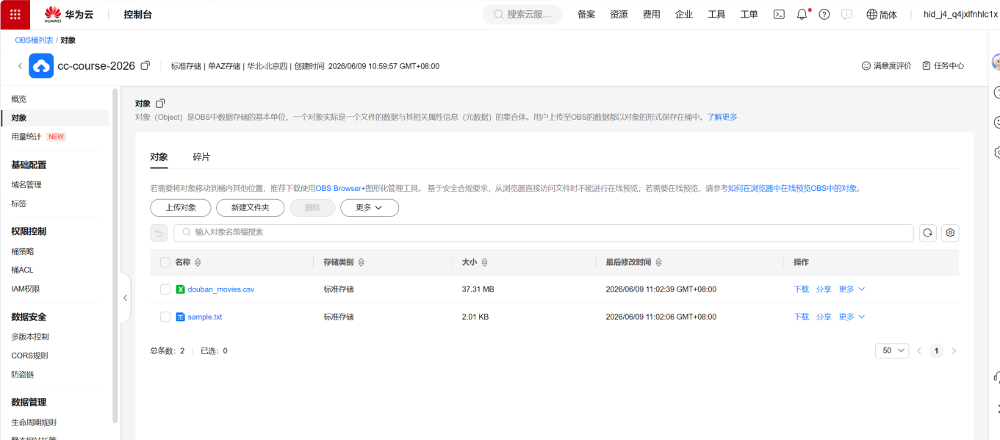 HUAWEI 华为云 控制台 搜索云服... 备案 资源 费用 企业 工具 工单 简体 hid_j4_q4jxlfnhlc1x
OBS桶列表 / 对象
cc-course-2026 标准存储 | 单AZ存储 | 华北-北京四 | 创建时间 2026/06/09 10:59:57 GMT+08:00 满意度评价 任务中心
概览
对象
用量统计 NEW
基础配置
域名管理
标签
权限控制
桶策略
桶ACL
IAM权限
数据安全
多版本控制
CORS规则
防盗链
数据管理
生命周期规则
对象
对象（Object）是OBS中数据存储的基本单位，一个对象实际是一个文件的数据与其相关属性信息（元数据）的集合体。用户上传至OBS的数据都以对象的形式保存在桶中。了解更多
对象 碎片
若需要将对象移动到桶内其他位置，推荐下载使用OBS Browser+图形化管理工具。 基于安全合规要求，从浏览器直接访问文件时不能进行在线预览；若需要在线预览，请参考如何在浏览器中在线预览OBS中的对象。
上传对象 新建文件夹 删除 更多
输入对象名前缀搜索
名称 存储类别 大小 最后修改时间 操作
douban_movies.csv 标准存储 37.31 MB 2026/06/09 11:02:39 GMT+08:00 下载 分享 更多
sample.txt 标准存储 2.01 KB 2026/06/09 11:02:06 GMT+08:00 下载 分享 更多
总条数：2 已选：0 50 1